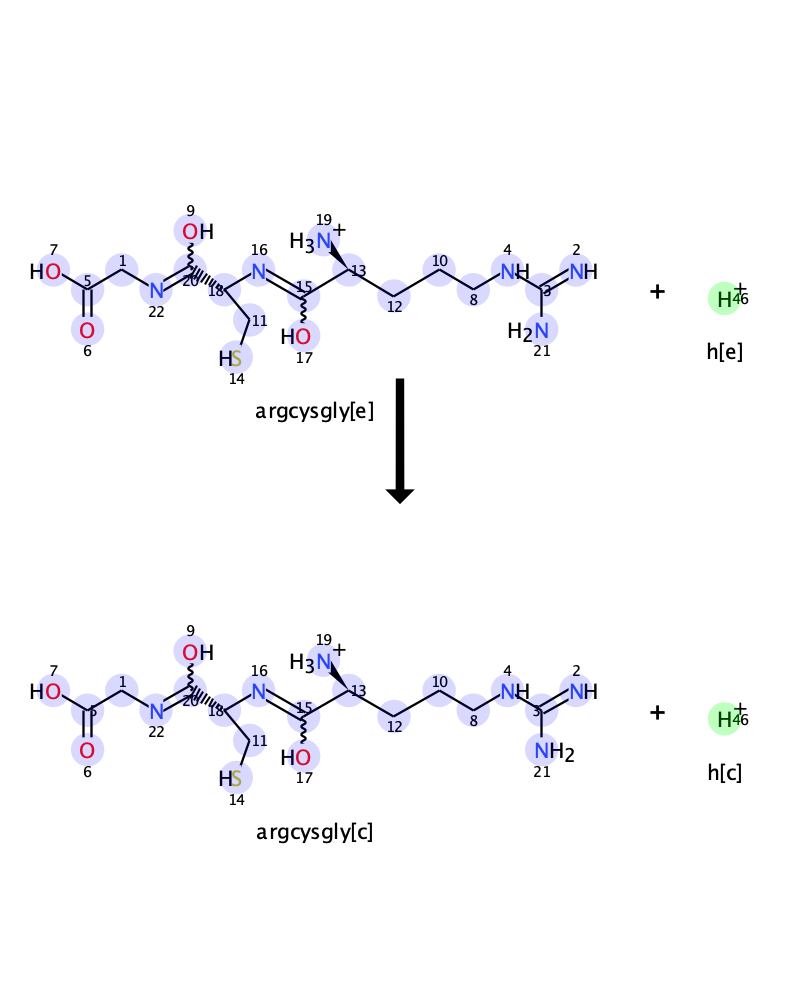 9
OH
19
H3N+
7
1
16
4
2
HO
5
20
N
15
13
10
NH
NH
N
18
3
22
12
8
+
H+
46
6
O
11
HO
17
H2N
21
HS
14
h[e]
argcysgly[e]
9
OH
19
H3N+
7
1
16
4
2
HO
5
20
N
15
13
10
NH
NH
N
18
3
22
12
8
+
H+
46
6
O
11
HO
17
NH2
21
HS
14
h[c]
argcysgly[c]